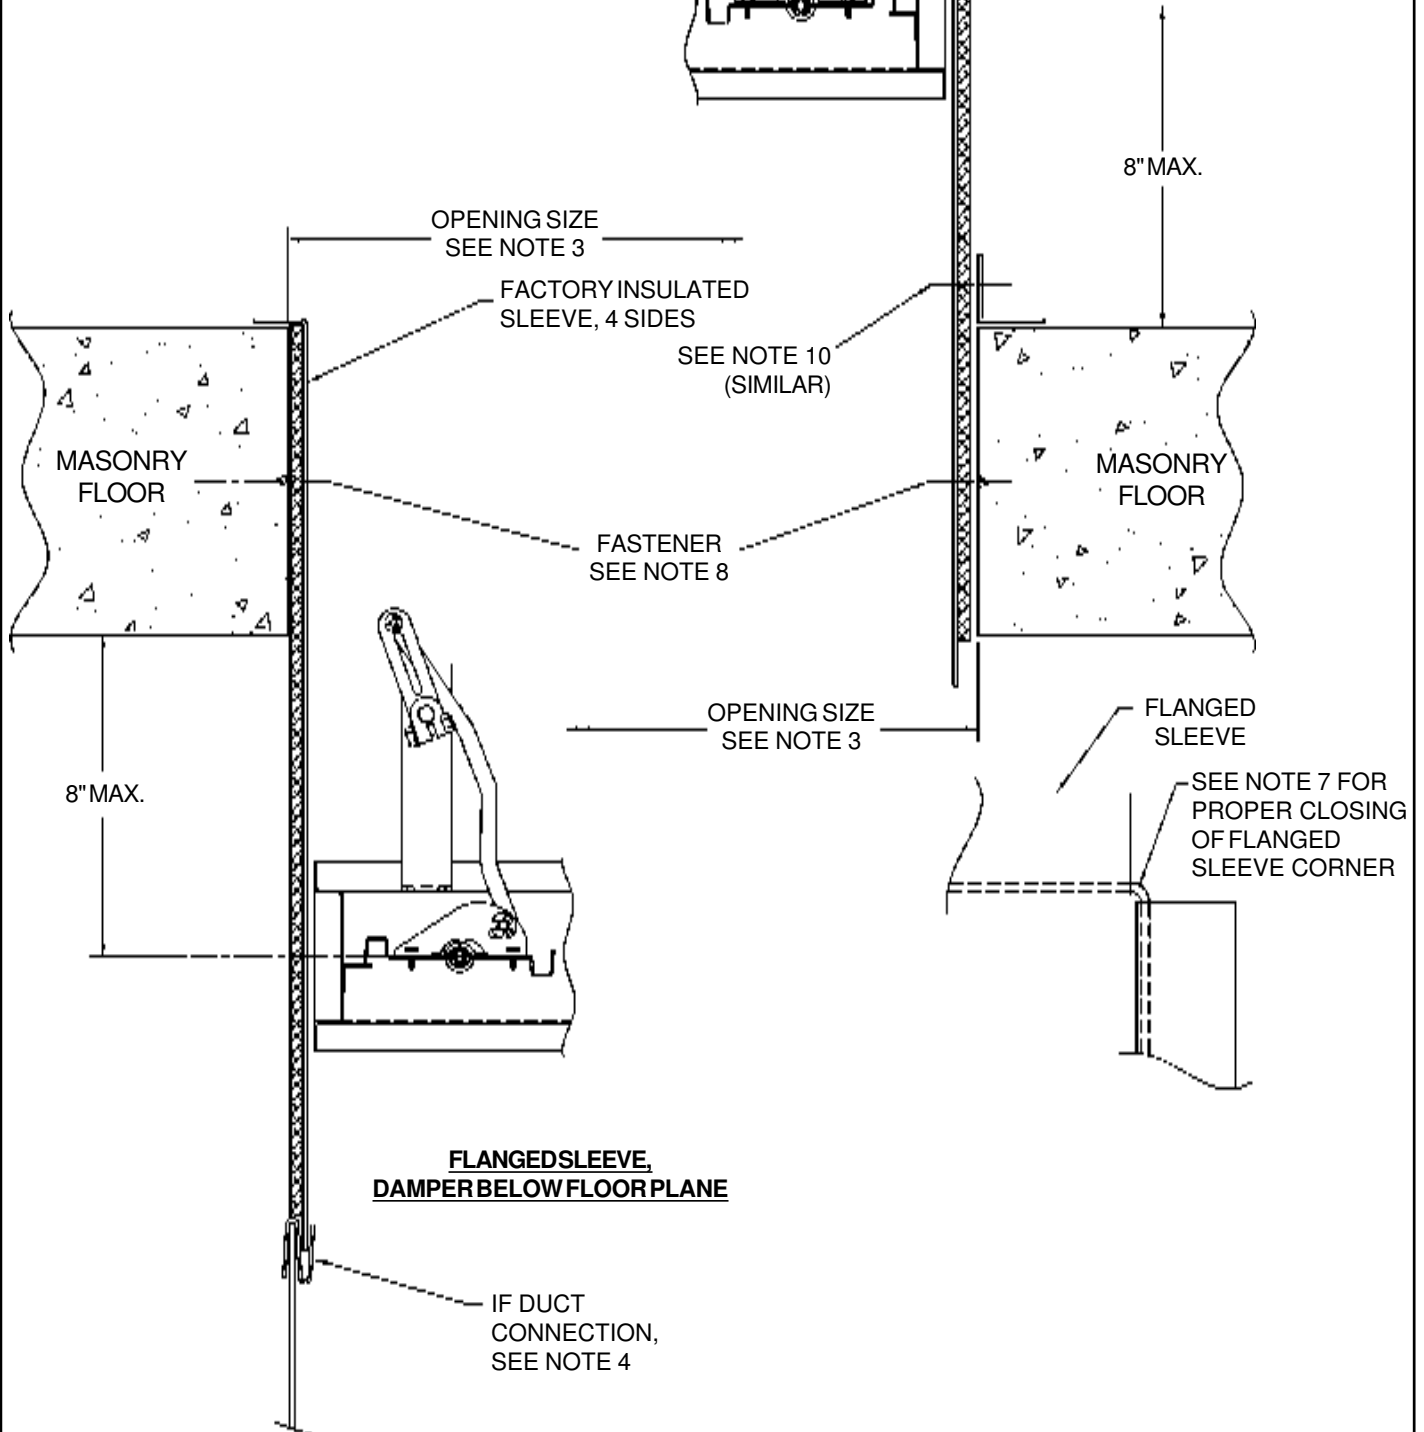 8" MAX.
OPENING SIZE
SEE NOTE 3
FACTORY INSULATED
SLEEVE, 4 SIDES
SEE NOTE 10
(SIMILAR)
MASONRY
FLOOR
MASONRY
FLOOR
FASTENER
SEE NOTE 8
OPENING SIZE
SEE NOTE 3
FLANGED
SLEEVE
8" MAX.
SEE NOTE 7 FOR
PROPER CLOSING
OF FLANGED
SLEEVE CORNER
FLANGED SLEEVE,
DAMPER BELOW FLOOR PLANE
IF DUCT
CONNECTION,
SEE NOTE 4